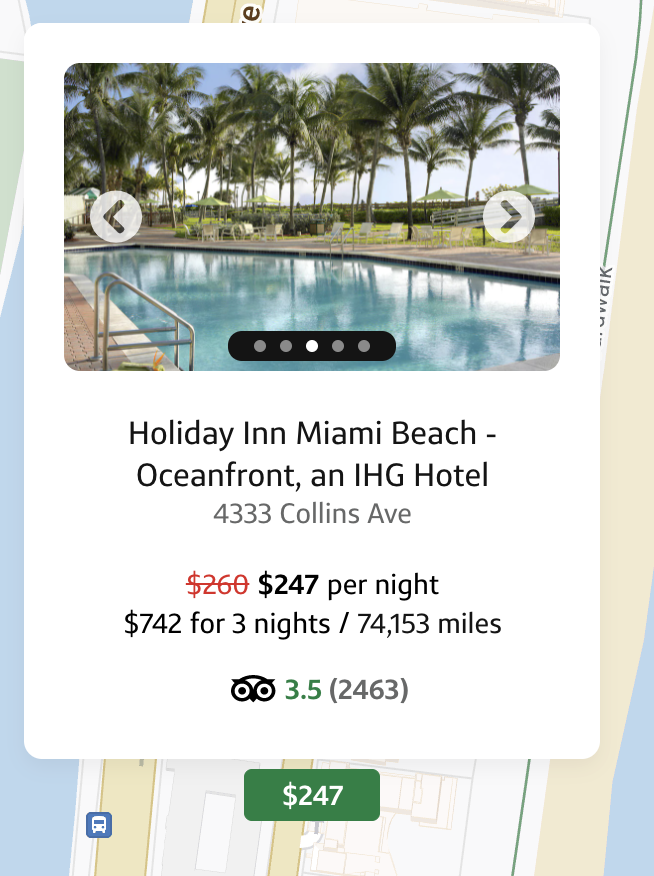 ve
Holiday Inn Miami Beach -
Oceanfront, an IHG Hotel
4333 Collins Ave
$260 $247 per night
$742 for 3 nights / 74,153 miles
3.5 (2463)
$247